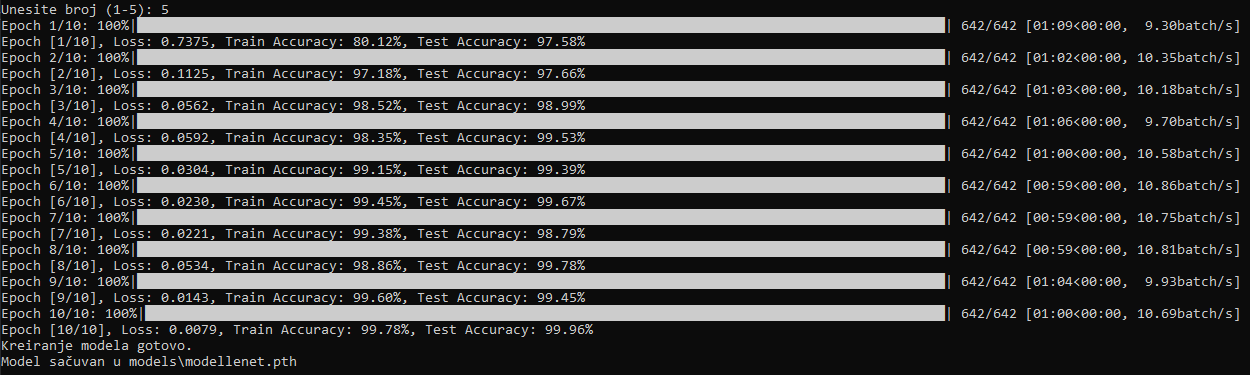 Unesite broj (1-5): 5
Epoch 1/10: 100%| | 642/642 [01:09<00:00, 9.30batch/s]
Epoch [1/10], Loss: 0.7375, Train Accuracy: 80.12%, Test Accuracy: 97.58%
Epoch 2/10: 100%| | 642/642 [01:02<00:00, 10.35batch/s]
Epoch [2/10], Loss: 0.1125, Train Accuracy: 97.18%, Test Accuracy: 97.66%
Epoch 3/10: 100%| | 642/642 [01:03<00:00, 10.18batch/s]
Epoch [3/10], Loss: 0.0562, Train Accuracy: 98.52%, Test Accuracy: 98.99%
Epoch 4/10: 100%| | 642/642 [01:06<00:00, 9.70batch/s]
Epoch [4/10], Loss: 0.0592, Train Accuracy: 98.35%, Test Accuracy: 99.53%
Epoch 5/10: 100%| | 642/642 [01:00<00:00, 10.58batch/s]
Epoch [5/10], Loss: 0.0304, Train Accuracy: 99.15%, Test Accuracy: 99.39%
Epoch 6/10: 100%| | 642/642 [00:59<00:00, 10.86batch/s]
Epoch [6/10], Loss: 0.0230, Train Accuracy: 99.45%, Test Accuracy: 99.67%
Epoch 7/10: 100%| | 642/642 [00:59<00:00, 10.75batch/s]
Epoch [7/10], Loss: 0.0221, Train Accuracy: 99.38%, Test Accuracy: 98.79%
Epoch 8/10: 100%| | 642/642 [00:59<00:00, 10.81batch/s]
Epoch [8/10], Loss: 0.0534, Train Accuracy: 98.86%, Test Accuracy: 99.78%
Epoch 9/10: 100%| | 642/642 [01:04<00:00, 9.93batch/s]
Epoch [9/10], Loss: 0.0143, Train Accuracy: 99.60%, Test Accuracy: 99.45%
Epoch 10/10: 100%| | 642/642 [01:00<00:00, 10.69batch/s]
Epoch [10/10], Loss: 0.0079, Train Accuracy: 99.78%, Test Accuracy: 99.96%
Kreiranje modela gotovo.
Model sačuvan u models\modellenet.pth